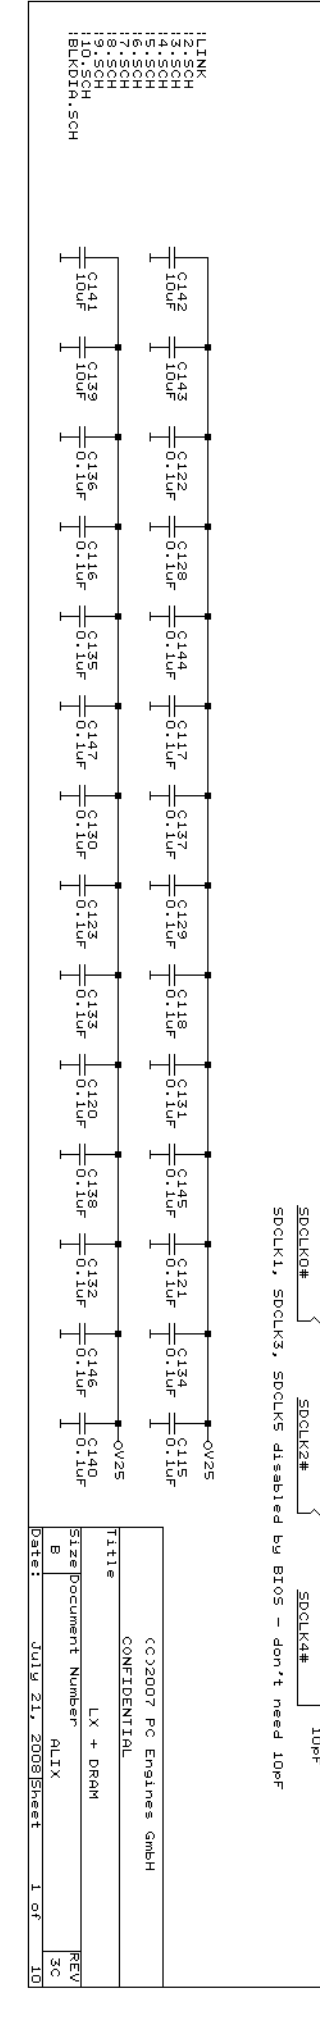 |LINK
|2.SCH
|3.SCH
|4.SCH
|5.SCH
|6.SCH
|7.SCH
|8.SCH
|9.SCH
|10.SCH
|BLKDIA.SCH
SDCLK0#
SDCLK2#
SDCLK4#
10pF
SDCLK1, SDCLK3, SDCLK5 disabled by BIOS - don't need 10pF
C142
10uF
C143
10uF
C122
0.1uF
C128
0.1uF
C144
0.1uF
C117
0.1uF
C137
0.1uF
C129
0.1uF
C118
0.1uF
C131
0.1uF
C145
0.1uF
C121
0.1uF
C134
0.1uF
C115
0.1uF
V25
C141
10uF
C139
10uF
C136
0.1uF
C116
0.1uF
C135
0.1uF
C147
0.1uF
C130
0.1uF
C123
0.1uF
C133
0.1uF
C120
0.1uF
C138
0.1uF
C132
0.1uF
C146
0.1uF
C140
0.1uF
V25
(C)2007 PC Engines GmbH
CONFIDENTIAL
Title
LX + DRAM
Size Document Number REV
B ALIX 3C
Date: July 21, 2008 Sheet 1 of 10